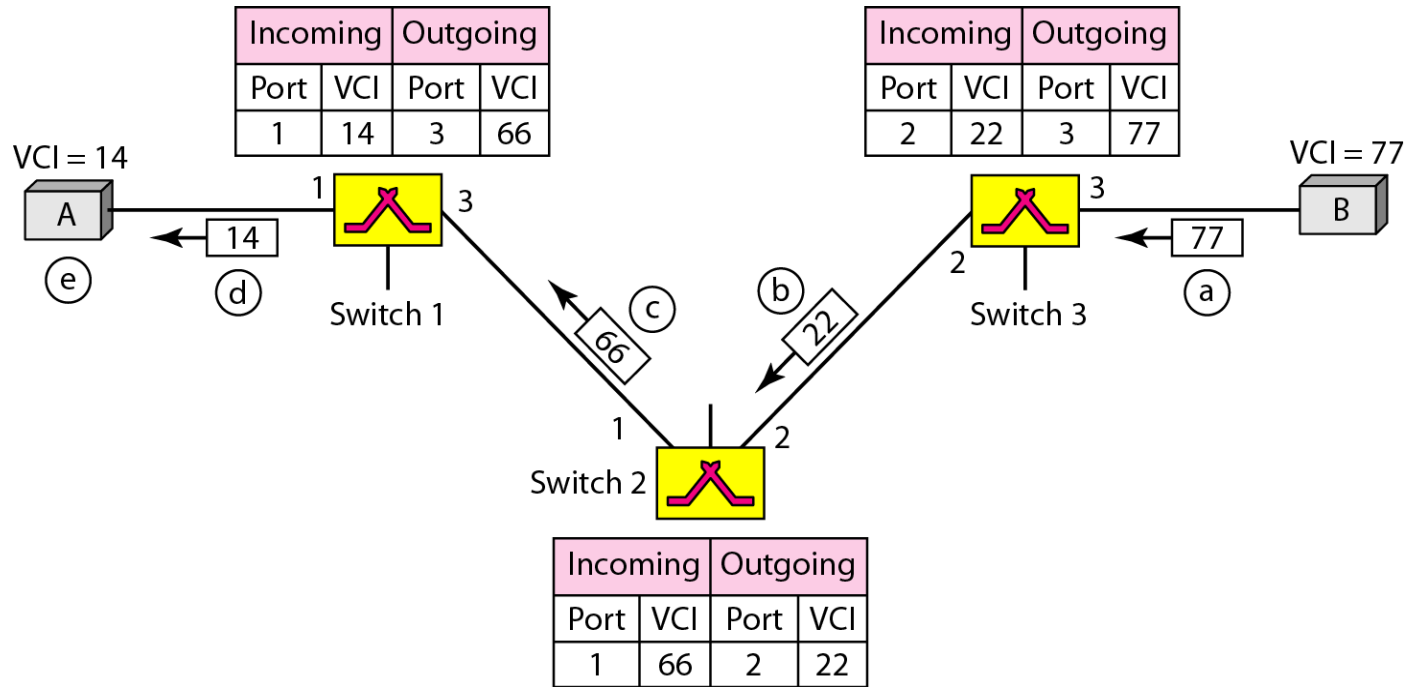 Incoming Outgoing
Port VCI Port VCI
1 14 3 66
Incoming Outgoing
Port VCI Port VCI
2 22 3 77
VCI = 14
A
e
1
3
14
d
Switch 1
66
c
b
22
2
3
Switch 3
77
a
VCI = 77
B
1
2
Switch 2
Incoming Outgoing
Port VCI Port VCI
1 66 2 22